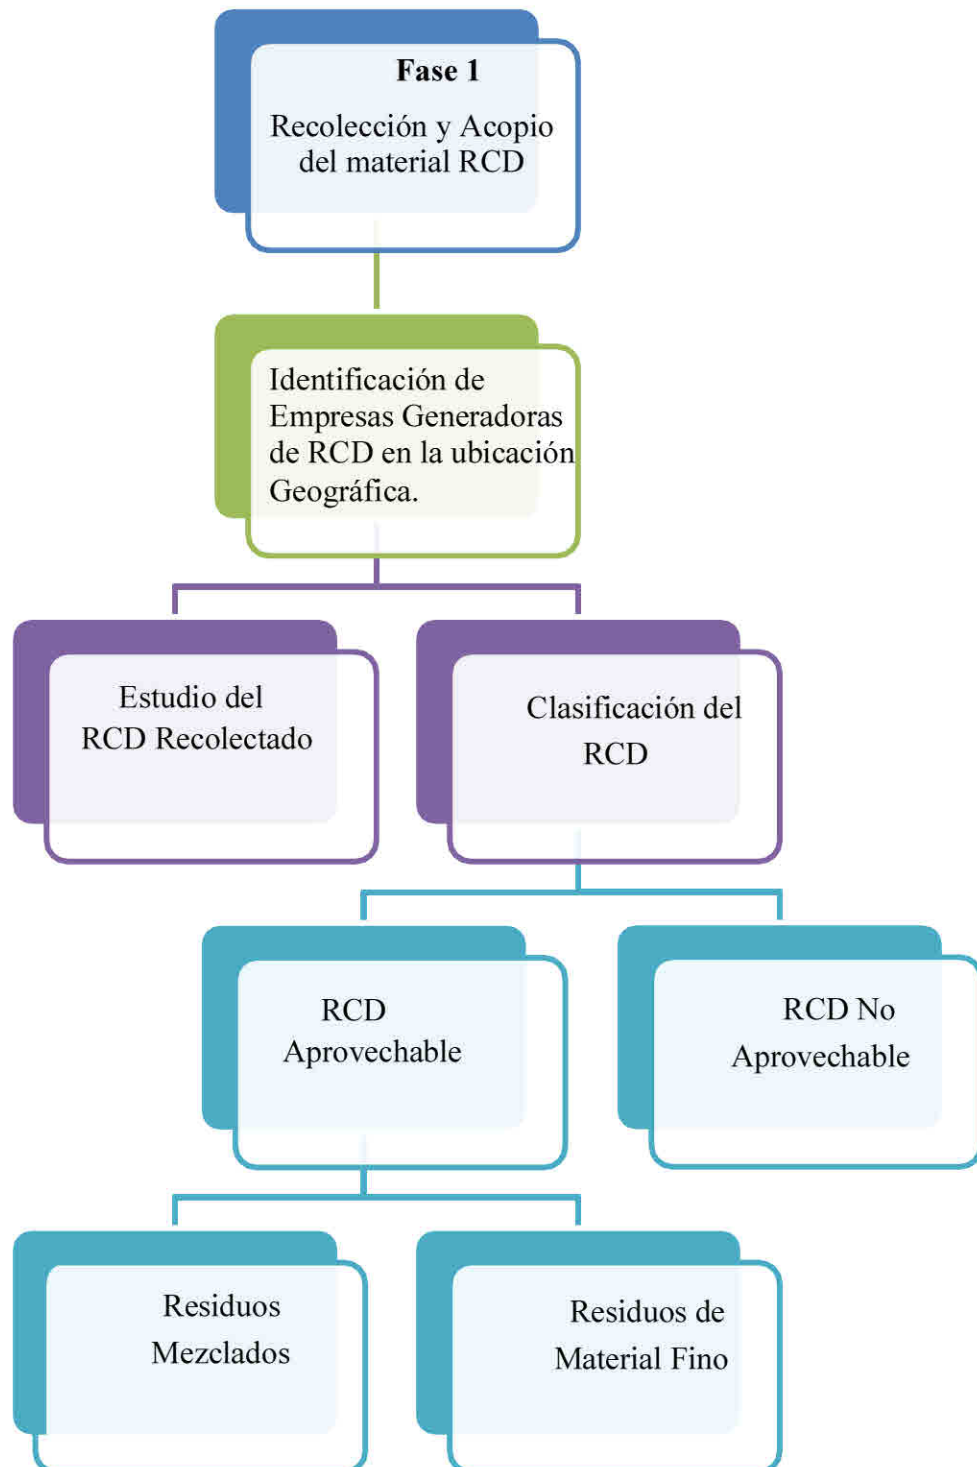 Fase 1
Recolección y Acopio
del material RCD
Identificación de
Empresas Generadoras
de RCD en la ubicación
Geográfica.
Estudio del
RCD Recolectado
Clasificación del
RCD
RCD
Aprovechable
RCD No
Aprovechable
Residuos
Mezclados
Residuos de
Material Fino